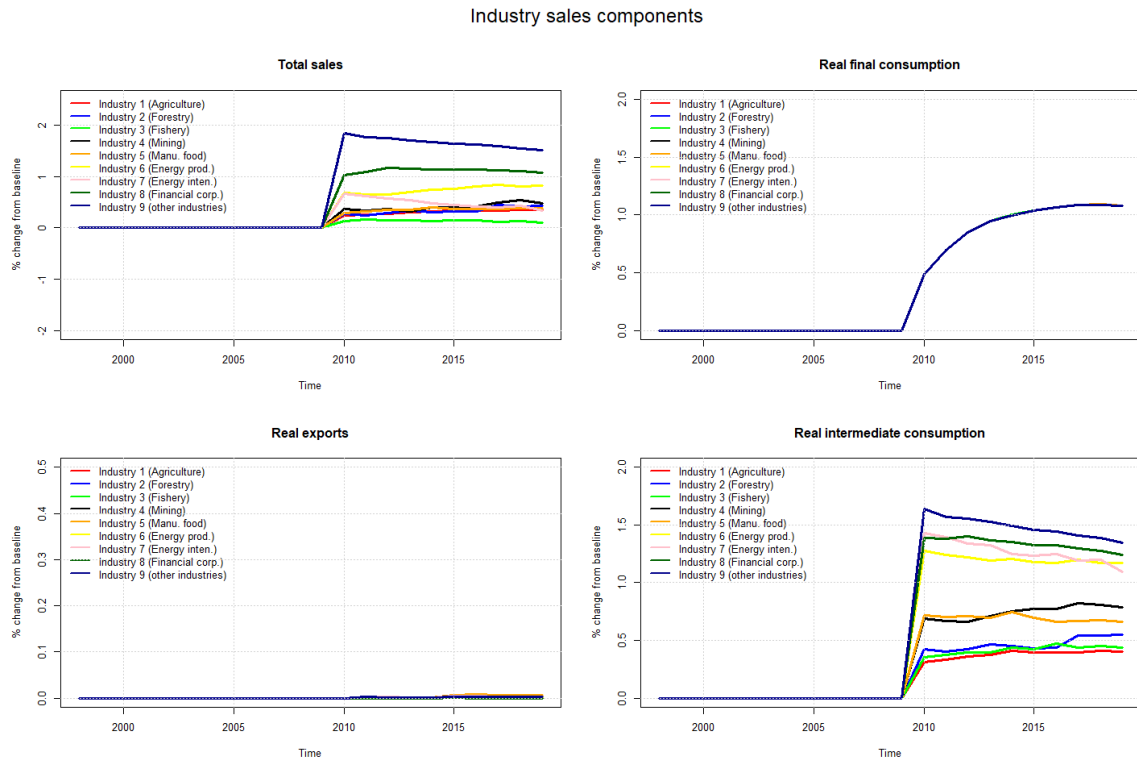 Industry sales components
Total sales
% change from baseline
2
1
0
-1
-2
Industry 1 (Agriculture)
Industry 2 (Forestry)
Industry 3 (Fishery)
Industry 4 (Mining)
Industry 5 (Manu. food)
Industry 6 (Energy prod.)
Industry 7 (Energy inten.)
Industry 8 (Financial corp.)
Industry 9 (other industries)
2000 2005 2010 2015
Time
Real final consumption
% change from baseline
2.0
1.5
1.0
0.5
0.0
Industry 1 (Agriculture)
Industry 2 (Forestry)
Industry 3 (Fishery)
Industry 4 (Mining)
Industry 5 (Manu. food)
Industry 6 (Energy prod.)
Industry 7 (Energy inten.)
Industry 8 (Financial corp.)
Industry 9 (other industries)
2000 2005 2010 2015
Time
Real exports
% change from baseline
0.5
0.4
0.3
0.2
0.1
0.0
Industry 1 (Agriculture)
Industry 2 (Forestry)
Industry 3 (Fishery)
Industry 4 (Mining)
Industry 5 (Manu. food)
Industry 6 (Energy prod.)
Industry 7 (Energy inten.)
Industry 8 (Financial corp.)
Industry 9 (other industries)
2000 2005 2010 2015
Time
Real intermediate consumption
% change from baseline
2.0
1.5
1.0
0.5
0.0
Industry 1 (Agriculture)
Industry 2 (Forestry)
Industry 3 (Fishery)
Industry 4 (Mining)
Industry 5 (Manu. food)
Industry 6 (Energy prod.)
Industry 7 (Energy inten.)
Industry 8 (Financial corp.)
Industry 9 (other industries)
2000 2005 2010 2015
Time